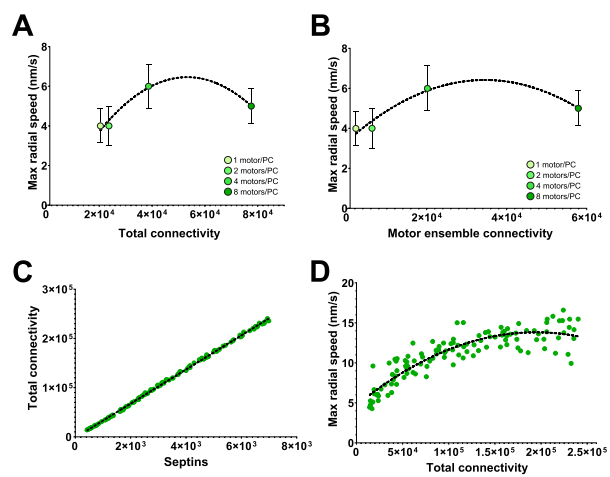 A
Max radial speed (nm/s)
8
6
4
2
0
2×10⁴
4×10⁴
6×10⁴
8×10⁴
Total connectivity
1 motor/PC
2 motors/PC
4 motors/PC
8 motors/PC
B
Max radial speed (nm/s)
8
6
4
2
0
0
2×10⁴
4×10⁴
6×10⁴
Motor ensemble connectivity
1 motor/PC
2 motors/PC
4 motors/PC
8 motors/PC
C
Total connectivity
3×10⁵
2×10⁵
1×10⁵
0
0
2×10³
4×10³
6×10³
8×10³
Septins
D
Max radial speed (nm/s)
20
15
10
5
0
0
5×10⁴
1×10⁵
1.5×10⁵
2×10⁵
2.5×10⁵
Total connectivity